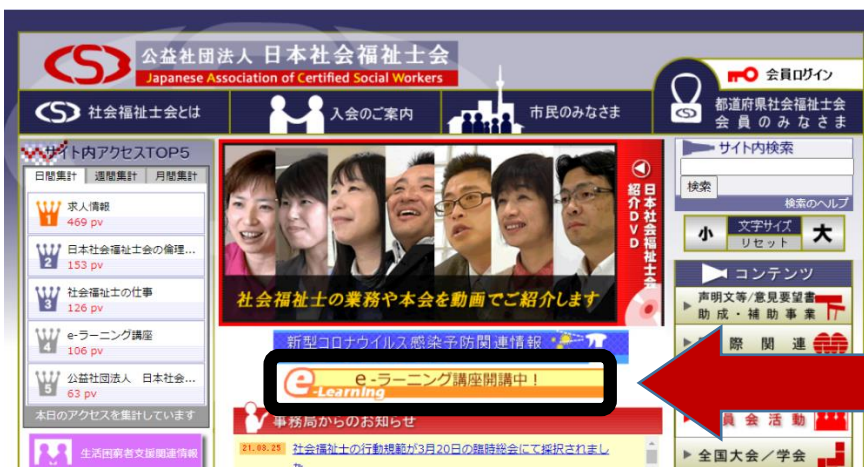 公益社団法人 日本社会福祉士会
Japanese Association of Certified Social Workers
会員ログイン
社会福祉士会とは
入会のご案内
市民のみなさま
都道府県社会福祉士会
会員のみなさま
サイト内アクセスTOP5
日間集計 週間集計 月間集計
1
求人情報
469 pv
2
日本社会福祉士会の倫理...
153 pv
3
社会福祉士の仕事
126 pv
4
e-ラーニング講座
106 pv
5
公益社団法人 日本社会...
63 pv
本日のアクセスを集計しています
生活困窮者支援関連情報
日本社会福祉士会
紹介DVD
社会福祉士の業務や本会を動画でご紹介します
新型コロナウイルス感染予防関連情報
e-ラーニング講座開講中!
e-Learning
事務局からのお知らせ
21.03.25 社会福祉士の行動規範が3月20日の臨時総会にて採択されまし
た
サイト内検索
検索
検索のヘルプ
小 文字サイズ 大
リセット
コンテンツ
声明文等/意見要望書
助成・補助事業
際関連
員会活動
全国大会/学会